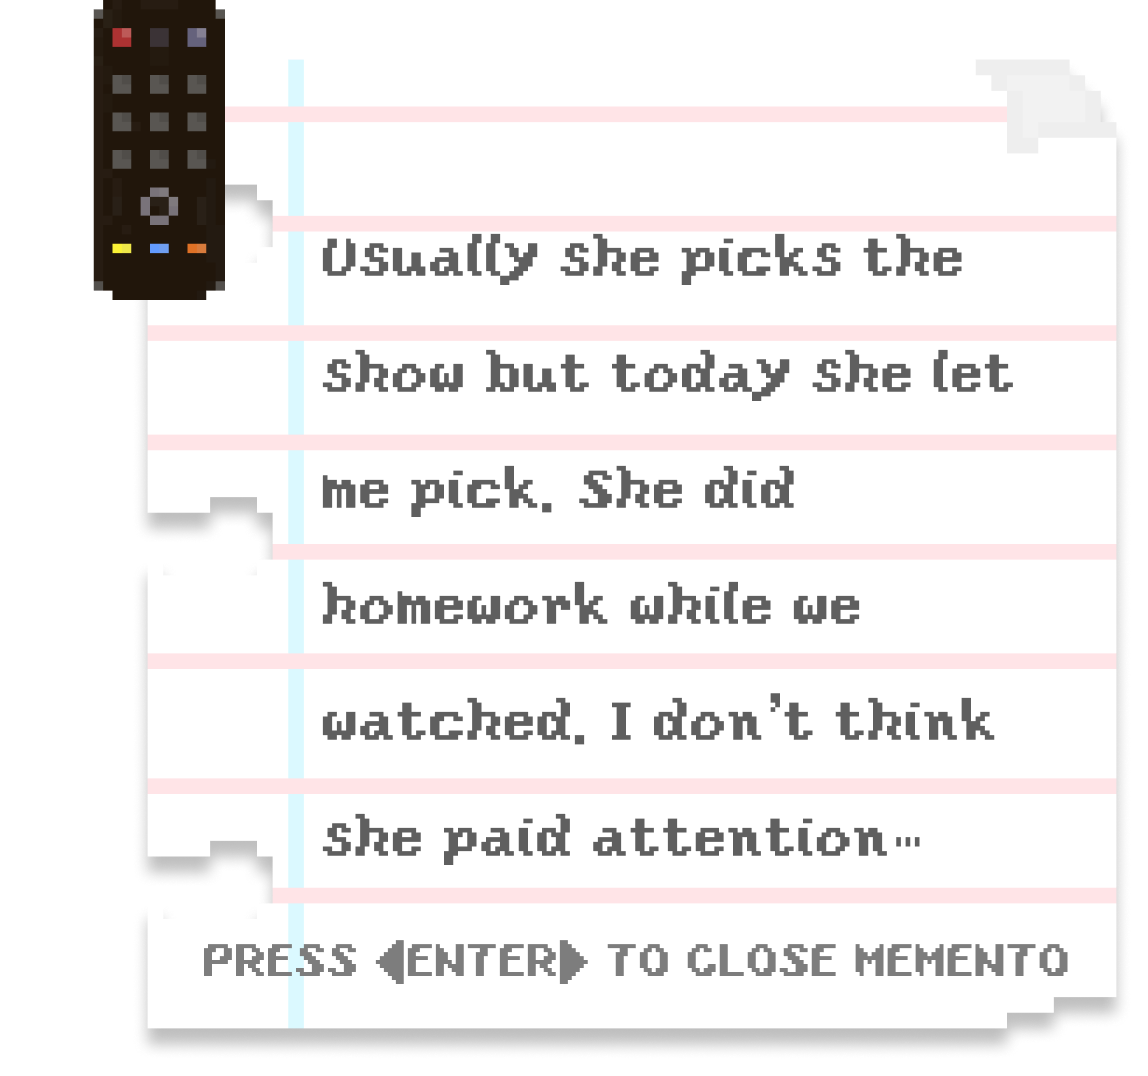 Usually she picks the
show but today she let
me pick. She did
homework while we
watched. I don't think
she paid attention…
PRESS ◀ENTER▶ TO CLOSE MEMENTO